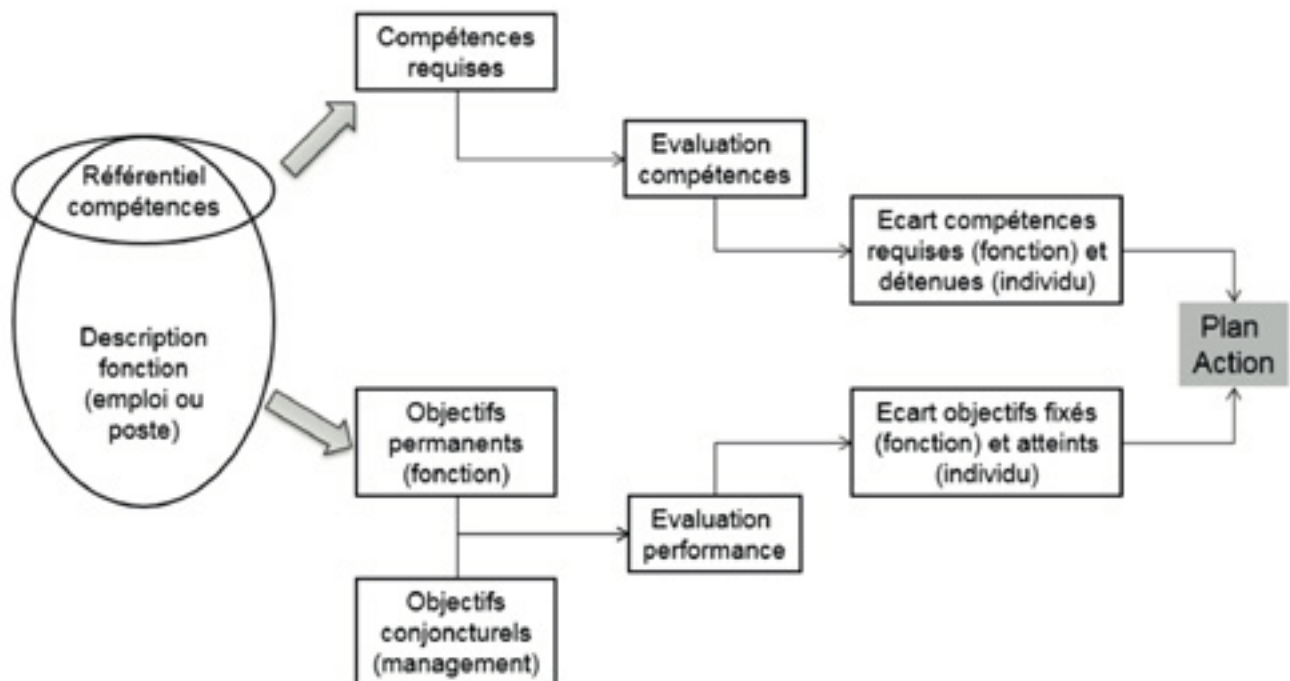 Compétences
requises
Référentiel
compétences
Evaluation
compétences
Ecart compétences
requises (fonction) et
détenues (individu)
Plan
Action
Description
fonction
(emploi ou
poste)
Objectifs
permanents
(fonction)
Ecart objectifs fixés
(fonction) et atteints
(individu)
Evaluation
performance
Objectifs
conjoncturels
(management)